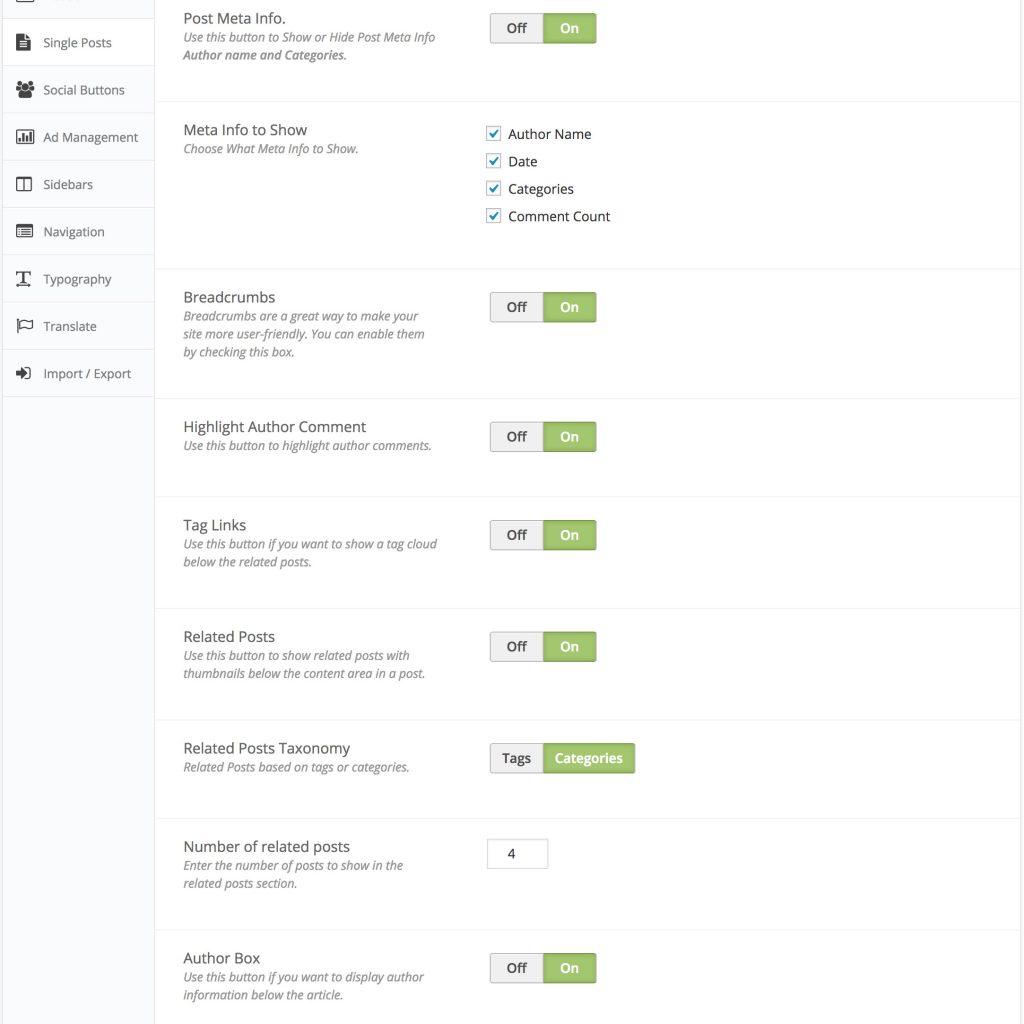 Single Posts
Social Buttons
Ad Management
Sidebars
Navigation
Typography
Translate
Import / Export
Post Meta Info.
Use this button to Show or Hide Post Meta Info
Author name and Categories.
Off On
Meta Info to Show
Choose What Meta Info to Show.
Author Name
Date
Categories
Comment Count
Breadcrumbs
Breadcrumbs are a great way to make your
site more user-friendly. You can enable them
by checking this box.
Off On
Highlight Author Comment
Use this button to highlight author comments.
Off On
Tag Links
Use this button if you want to show a tag cloud
below the related posts.
Off On
Related Posts
Use this button to show related posts with
thumbnails below the content area in a post.
Off On
Related Posts Taxonomy
Related Posts based on tags or categories.
Tags Categories
Number of related posts
Enter the number of posts to show in the
related posts section.
4
Author Box
Use this button if you want to display author
information below the article.
Off On